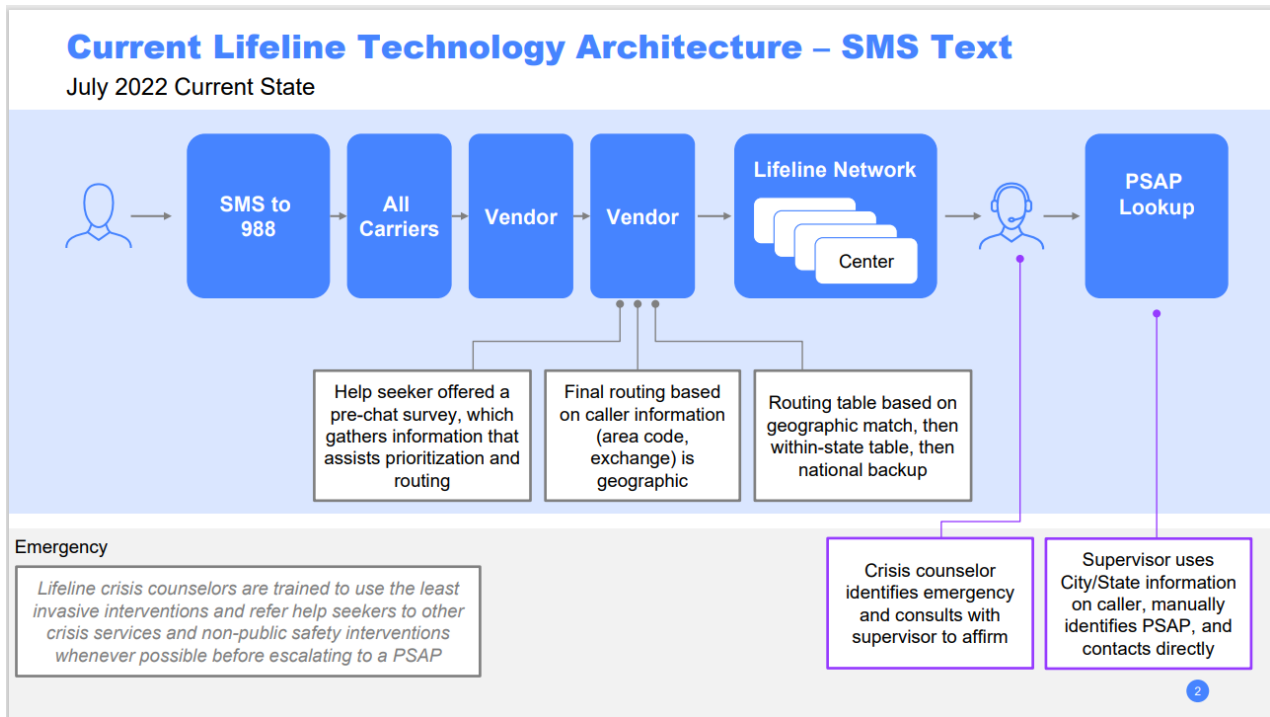 Current Lifeline Technology Architecture – SMS Text
July 2022 Current State
SMS to
988
All
Carriers
Vendor
Vendor
Lifeline Network
Center
PSAP
Lookup
Help seeker offered a
pre-chat survey, which
gathers information that
assists prioritization and
routing
Final routing based
on caller information
(area code,
exchange) is
geographic
Routing table based on
geographic match, then
within-state table, then
national backup
Emergency
Lifeline crisis counselors are trained to use the least
invasive interventions and refer help seekers to other
crisis services and non-public safety interventions
whenever possible before escalating to a PSAP
Crisis counselor
identifies emergency
and consults with
supervisor to affirm
Supervisor uses
City/State information
on caller, manually
identifies PSAP, and
contacts directly
2